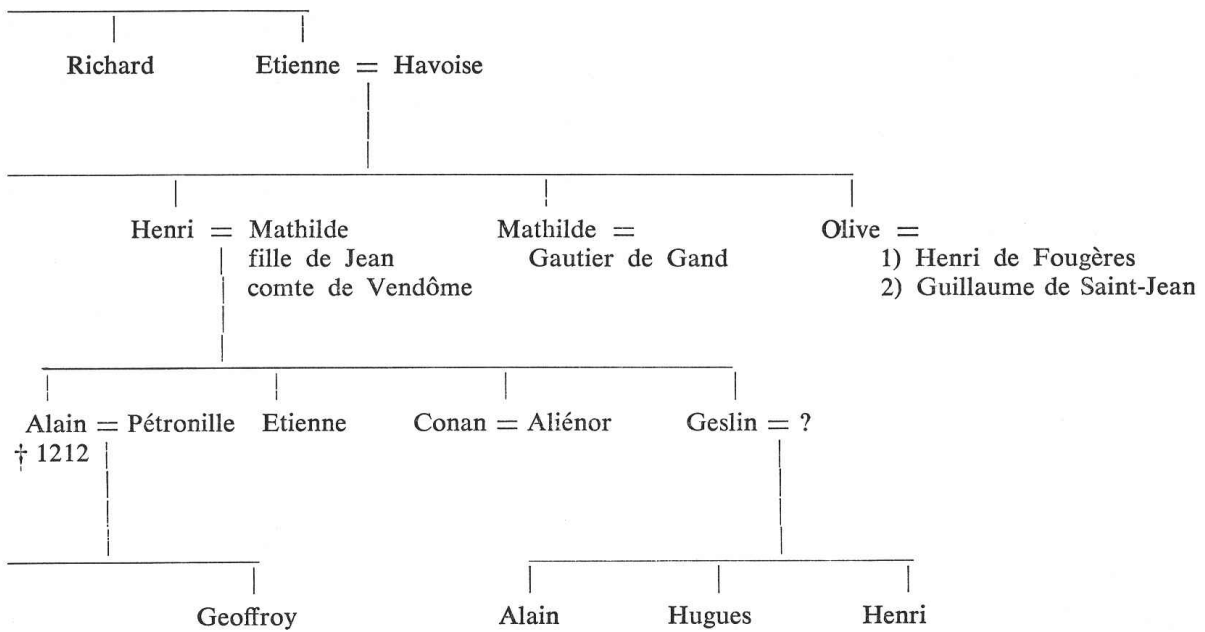 Richard Etienne = Havoise
Henri = Mathilde Mathilde = Olive =
fille de Jean Gautier de Gand 1) Henri de Fougères
comte de Vendôme 2) Guillaume de Saint-Jean
Alain = Pétronille Etienne Conan = Aliénor Geslin = ?
† 1212
Geoffroy Alain Hugues Henri